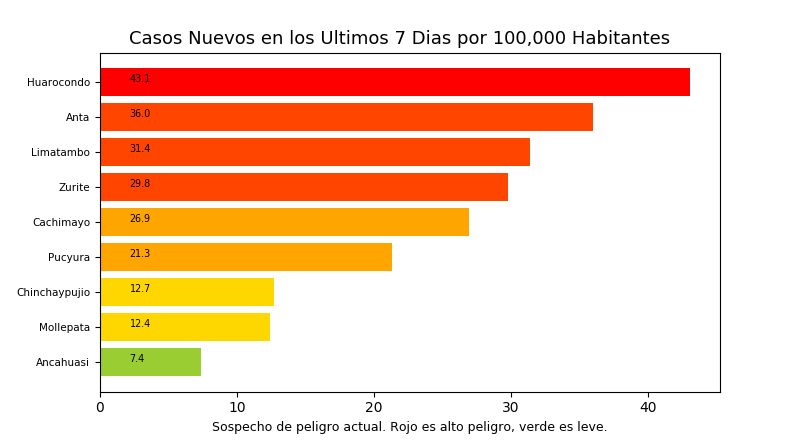 Casos Nuevos en los Ultimos 7 Dias por 100,000 Habitantes
Huarocondo 43.1
Anta 36.0
Limatambo 31.4
Zurite 29.8
Cachimayo 26.9
Pucyura 21.3
Chinchaypujio 12.7
Mollepata 12.4
Ancahuasi 7.4
0 10 20 30 40
Sospecho de peligro actual. Rojo es alto peligro, verde es leve.